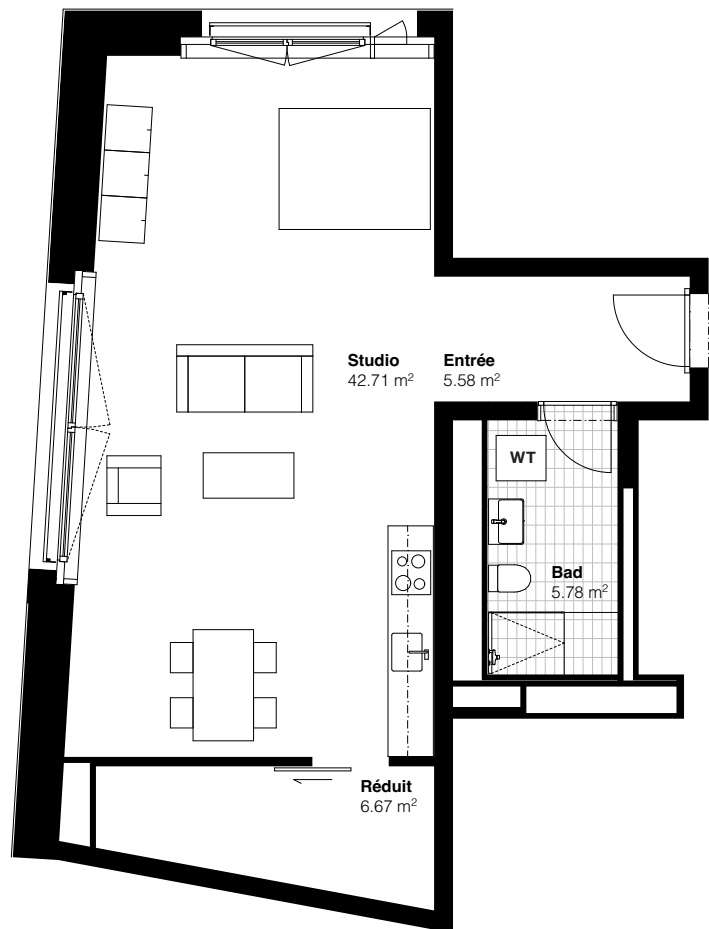 Studio
42.71 m²
Entrée
5.58 m²
WT
Bad
5.78 m²
Réduit
6.67 m²